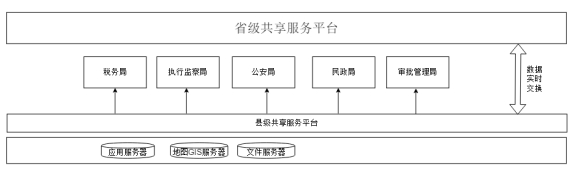 省级共享服务平台
税务局
执行监察局
公安局
民政局
审批管理局
数据
实时
交换
县级共享服务平台
应用服务器
地图GIS服务器
文件服务器